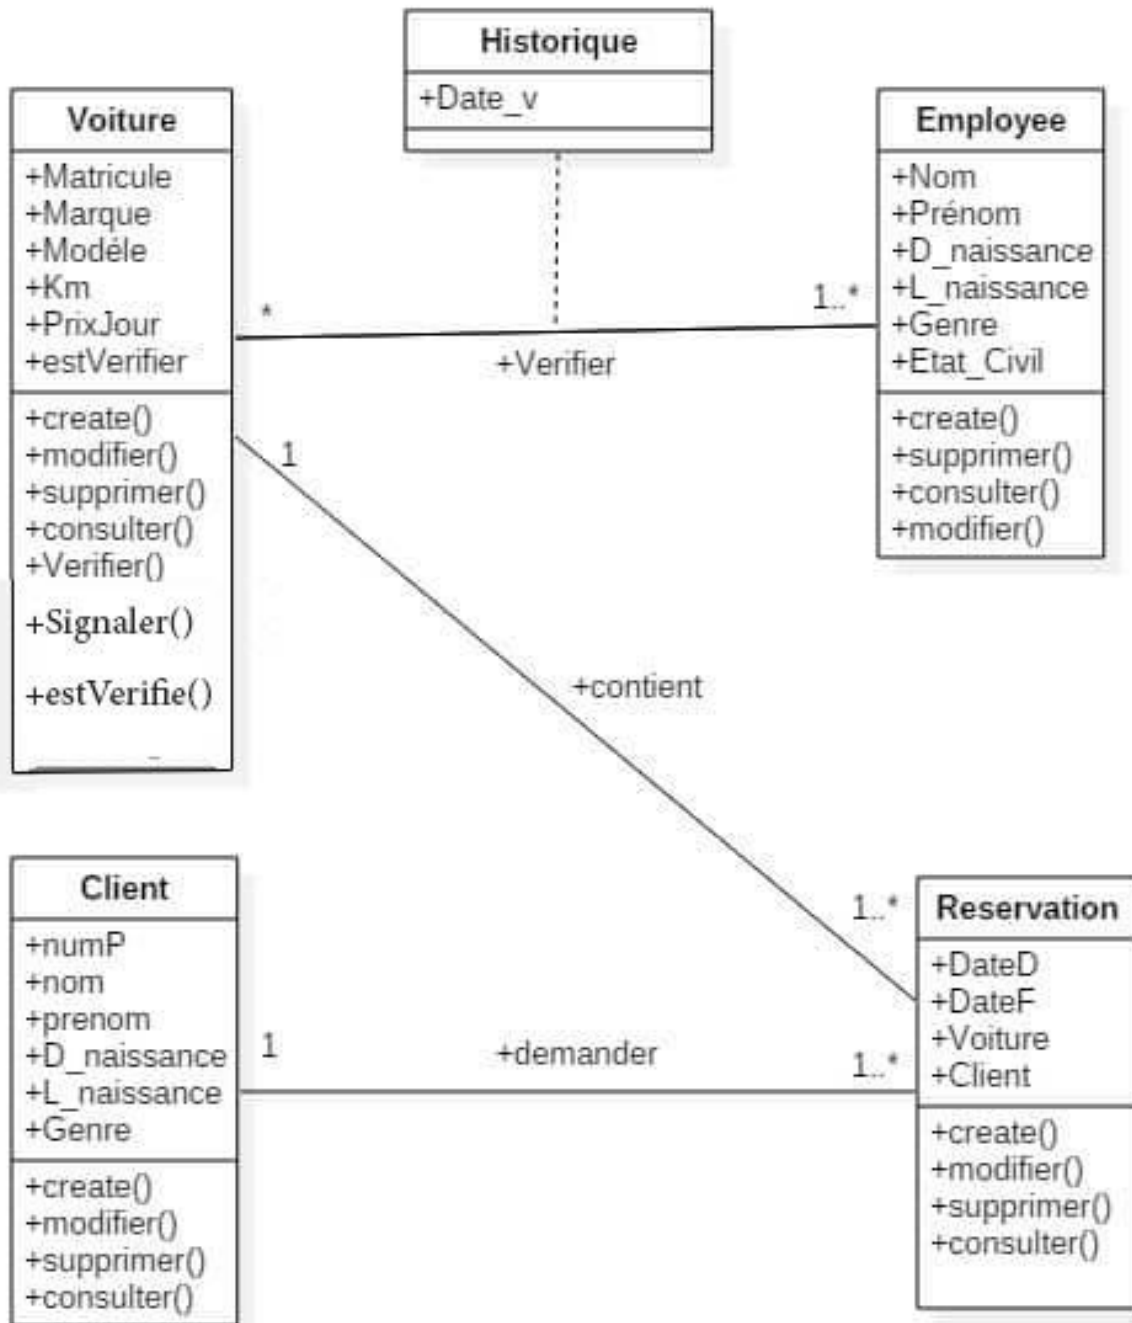 Historique
+Date_v
Voiture
+Matricule
+Marque
+Modéle
+Km
+PrixJour
+estVerifier
+create()
+modifier()
+supprimer()
+consulter()
+Verifier()
+Signaler()
+estVerifie()
Employee
+Nom
+Prénom
+D_naissance
+L_naissance
+Genre
+Etat_Civil
+create()
+supprimer()
+consulter()
+modifier()
*
1..*
+Verifier
1
+contient
1..*
Client
+numP
+nom
+prenom
+D_naissance
+L_naissance
+Genre
+create()
+modifier()
+supprimer()
+consulter()
1
+demander
1..*
Reservation
+DateD
+DateF
+Voiture
+Client
+create()
+modifier()
+supprimer()
+consulter()